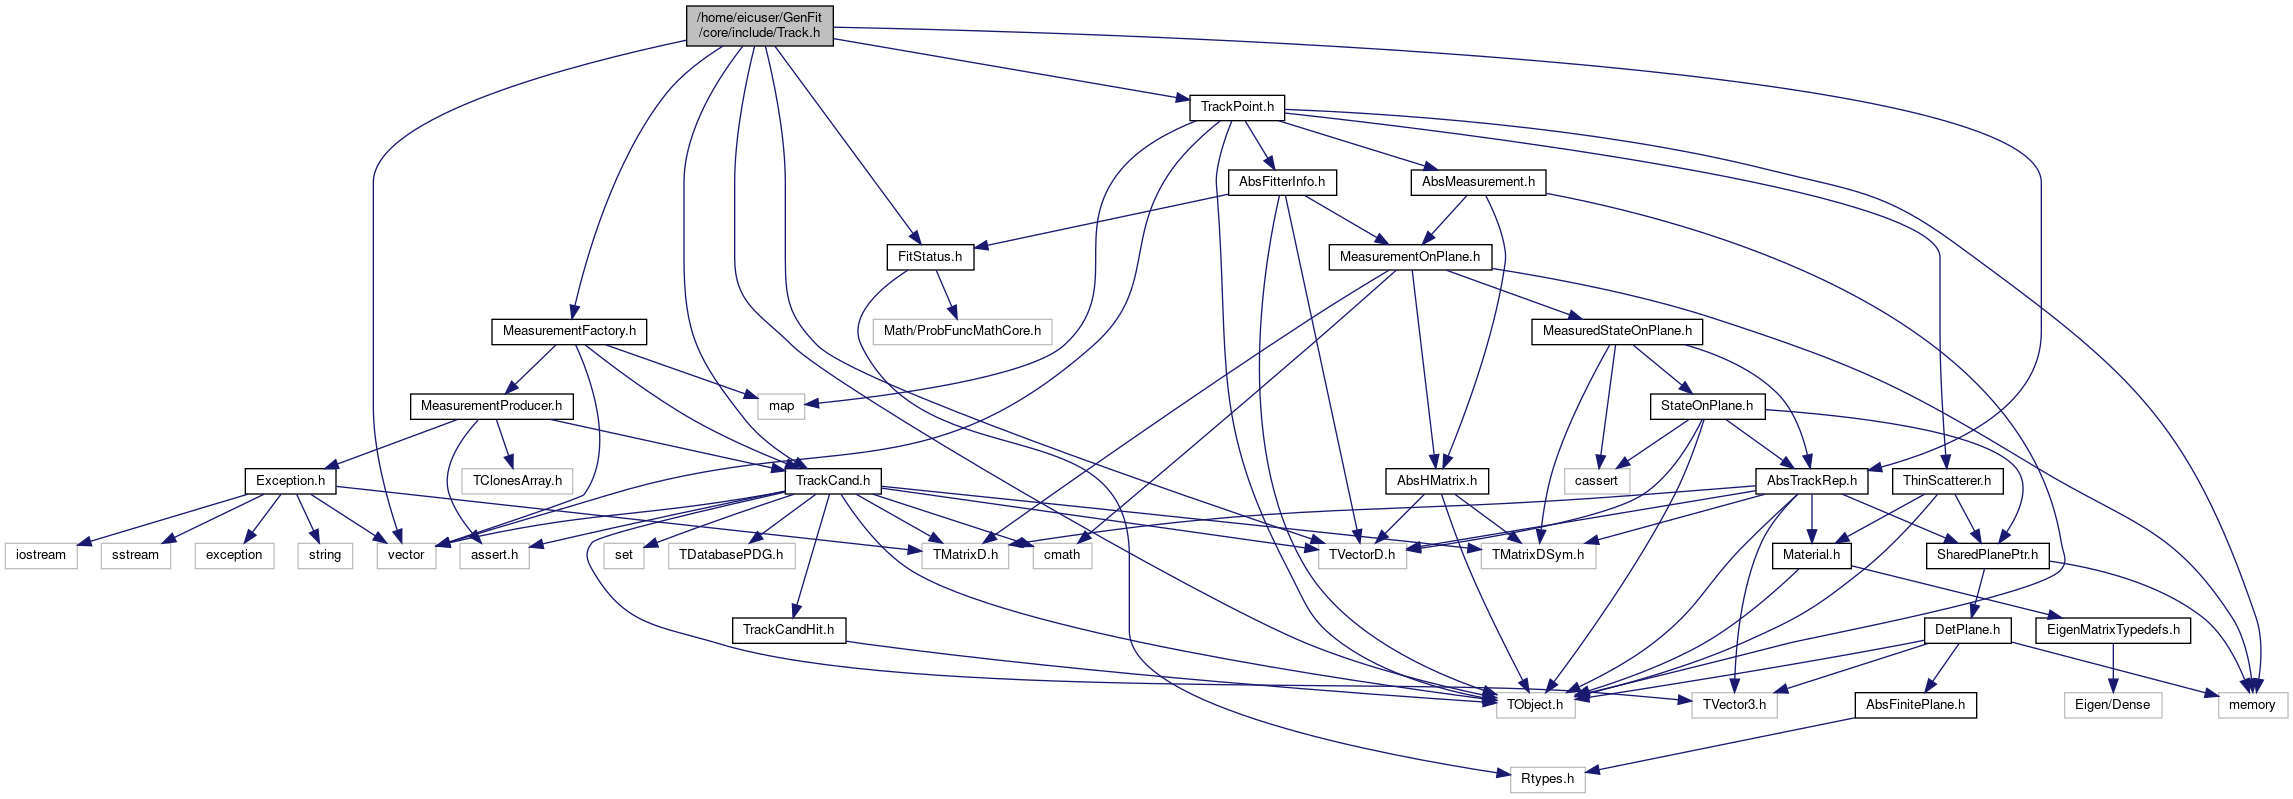 /home/eicuser/GenFit
/core/include/Track.h
TrackPoint.h
AbsFitterInfo.h
AbsMeasurement.h
FitStatus.h
MeasurementOnPlane.h
MeasurementFactory.h
Math/ProbFuncMathCore.h
MeasuredStateOnPlane.h
MeasurementProducer.h
map
StateOnPlane.h
Exception.h
TClonesArray.h
TrackCand.h
AbsHMatrix.h
cassert
AbsTrackRep.h
ThinScatterer.h
iostream
sstream
exception
string
vector
assert.h
set
TDatabasePDG.h
TMatrixD.h
cmath
TVectorD.h
TMatrixDSym.h
Material.h
SharedPlanePtr.h
TrackCandHit.h
DetPlane.h
EigenMatrixTypedefs.h
TObject.h
TVector3.h
AbsFinitePlane.h
Eigen/Dense
memory
Rtypes.h